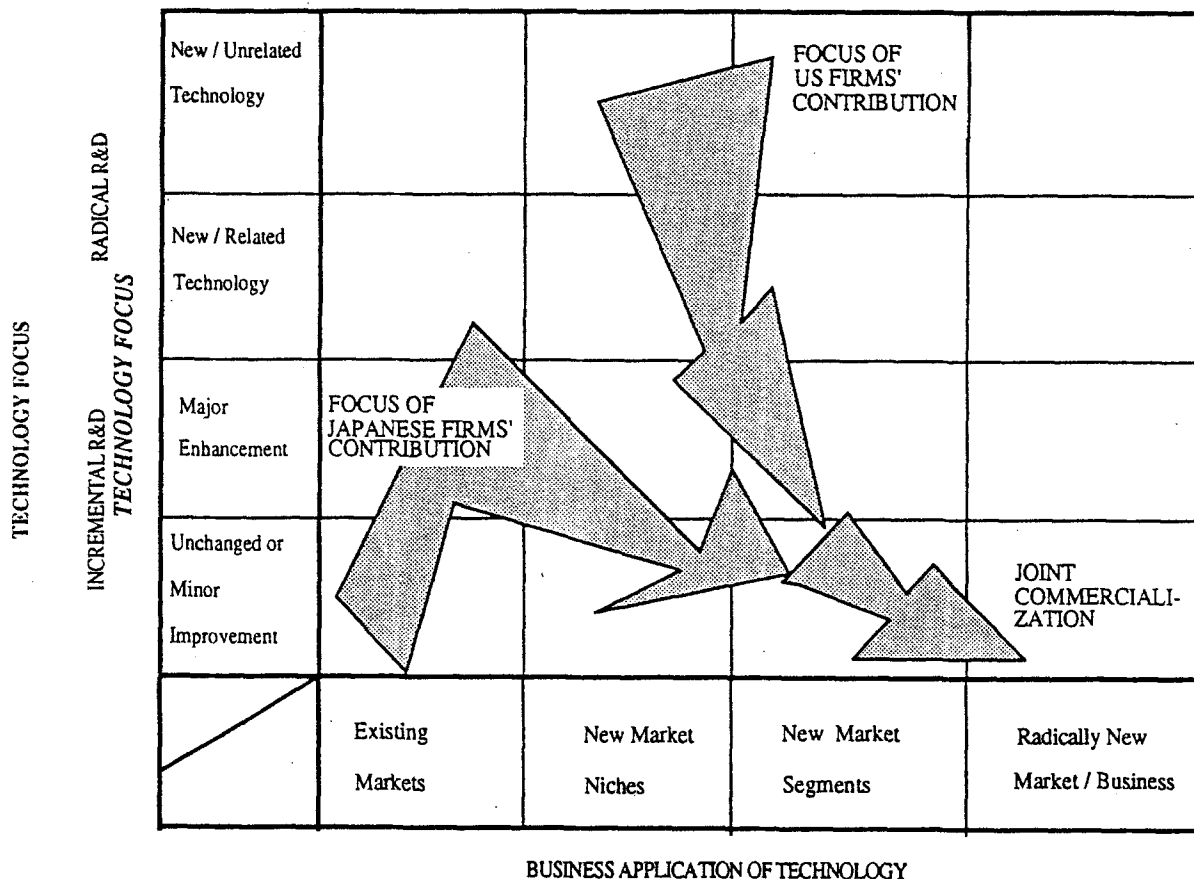 TECHNOLOGY FOCUS
INCREMENTAL R&D RADICAL R&D
TECHNOLOGY FOCUS
New / Unrelated
Technology
FOCUS OF
US FIRMS'
CONTRIBUTION
New / Related
Technology
Major
Enhancement
FOCUS OF
JAPANESE FIRMS'
CONTRIBUTION
Unchanged or
Minor
Improvement
JOINT
COMMERCIALI-
ZATION
Existing
Markets
New Market
Niches
New Market
Segments
Radically New
Market / Business
BUSINESS APPLICATION OF TECHNOLOGY